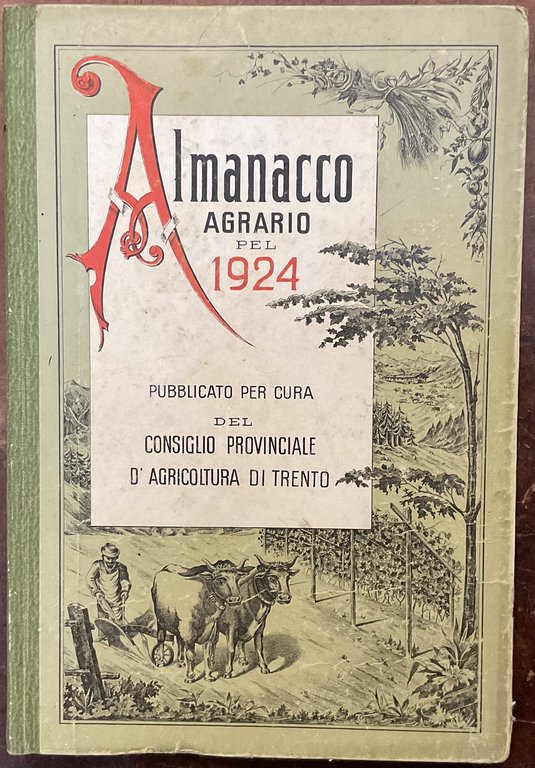 Almanacco
AGRARIO
PEL
1924
PUBBLICATO PER CURA
DEL
CONSIGLIO PROVINCIALE
D' AGRICOLTURA DI TRENTO